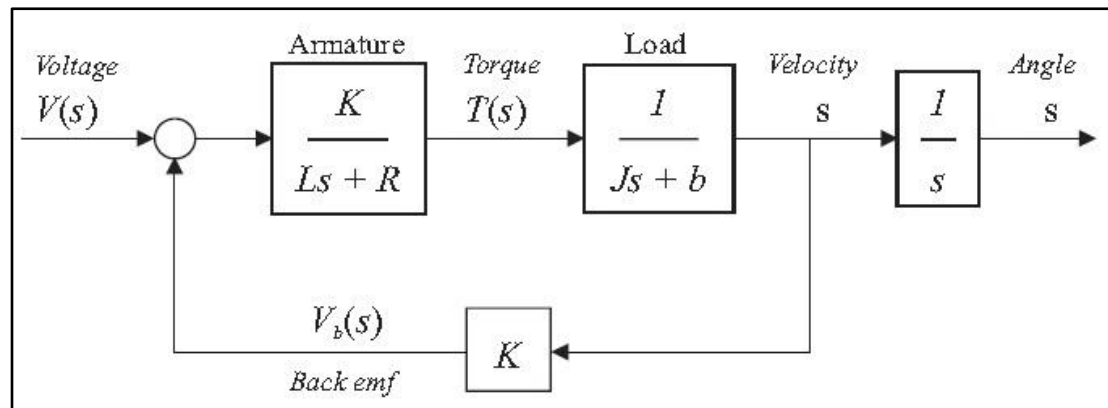 Armature
Load
Voltage
Torque
Velocity
Angle
V(s)
K
Ls + R
T(s)
1
Js + b
s
1
s
s
V_b(s)
K
Back emf